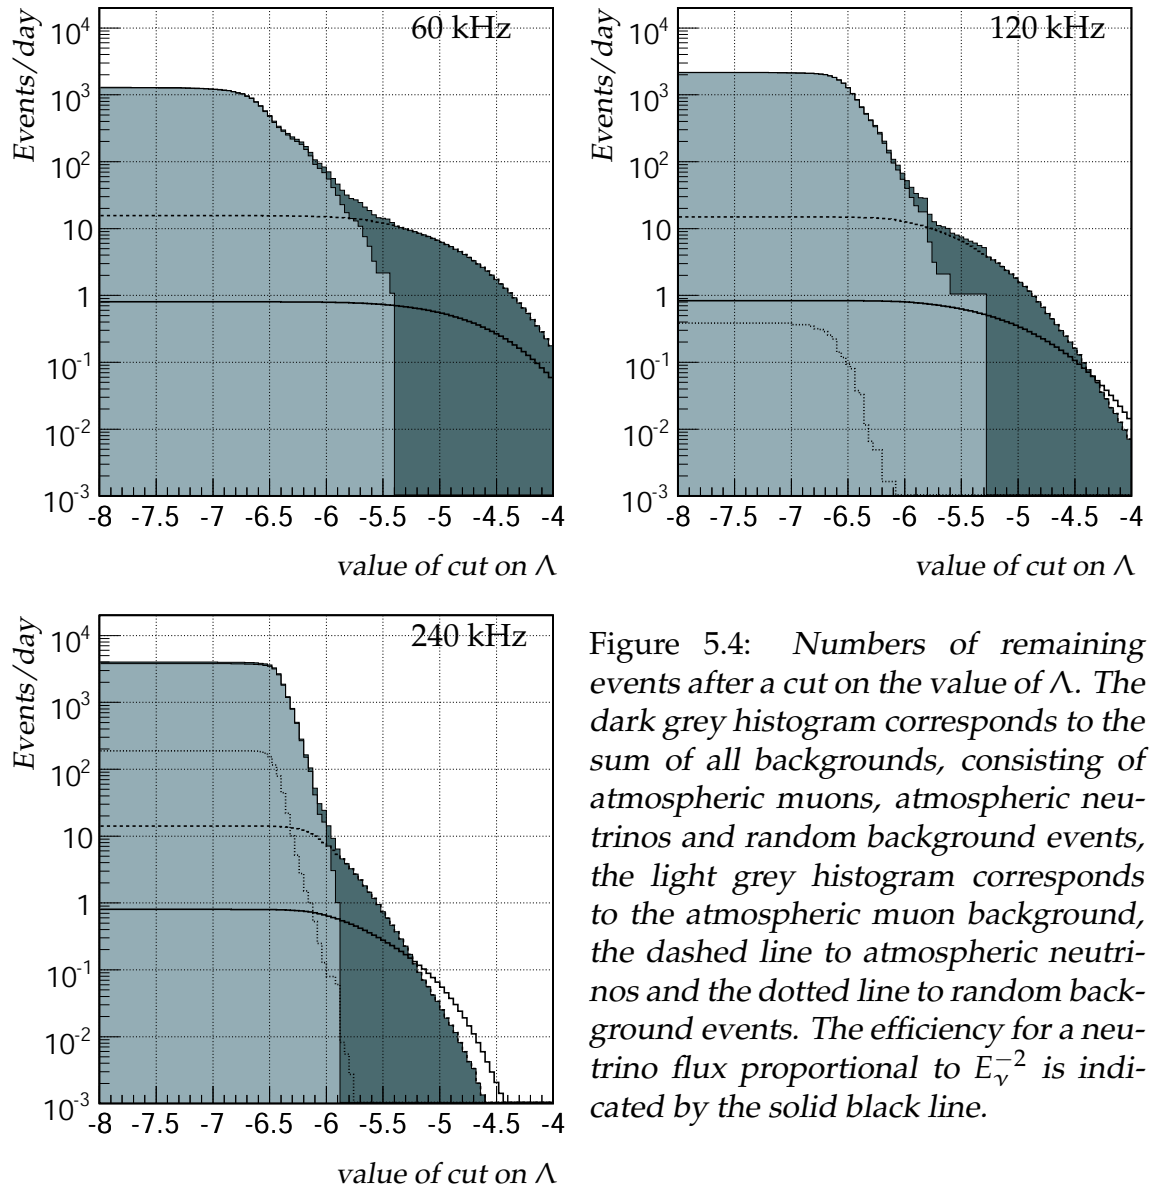 60 kHz
Events/day
10^4
10^3
10^2
10
1
10^-1
10^-2
10^-3
-8 -7.5 -7 -6.5 -6 -5.5 -5 -4.5 -4
value of cut on Λ
120 kHz
Events/day
10^4
10^3
10^2
10
1
10^-1
10^-2
10^-3
-8 -7.5 -7 -6.5 -6 -5.5 -5 -4.5 -4
value of cut on Λ
240 kHz
Events/day
10^4
10^3
10^2
10
1
10^-1
10^-2
10^-3
-8 -7.5 -7 -6.5 -6 -5.5 -5 -4.5 -4
value of cut on Λ
Figure 5.4: Numbers of remaining
events after a cut on the value of Λ. The
dark grey histogram corresponds to the
sum of all backgrounds, consisting of
atmospheric muons, atmospheric neu-
trinos and random background events,
the light grey histogram corresponds
to the atmospheric muon background,
the dashed line to atmospheric neutri-
nos and the dotted line to random back-
ground events. The efficiency for a neu-
trino flux proportional to E_ν^−2 is indi-
cated by the solid black line.